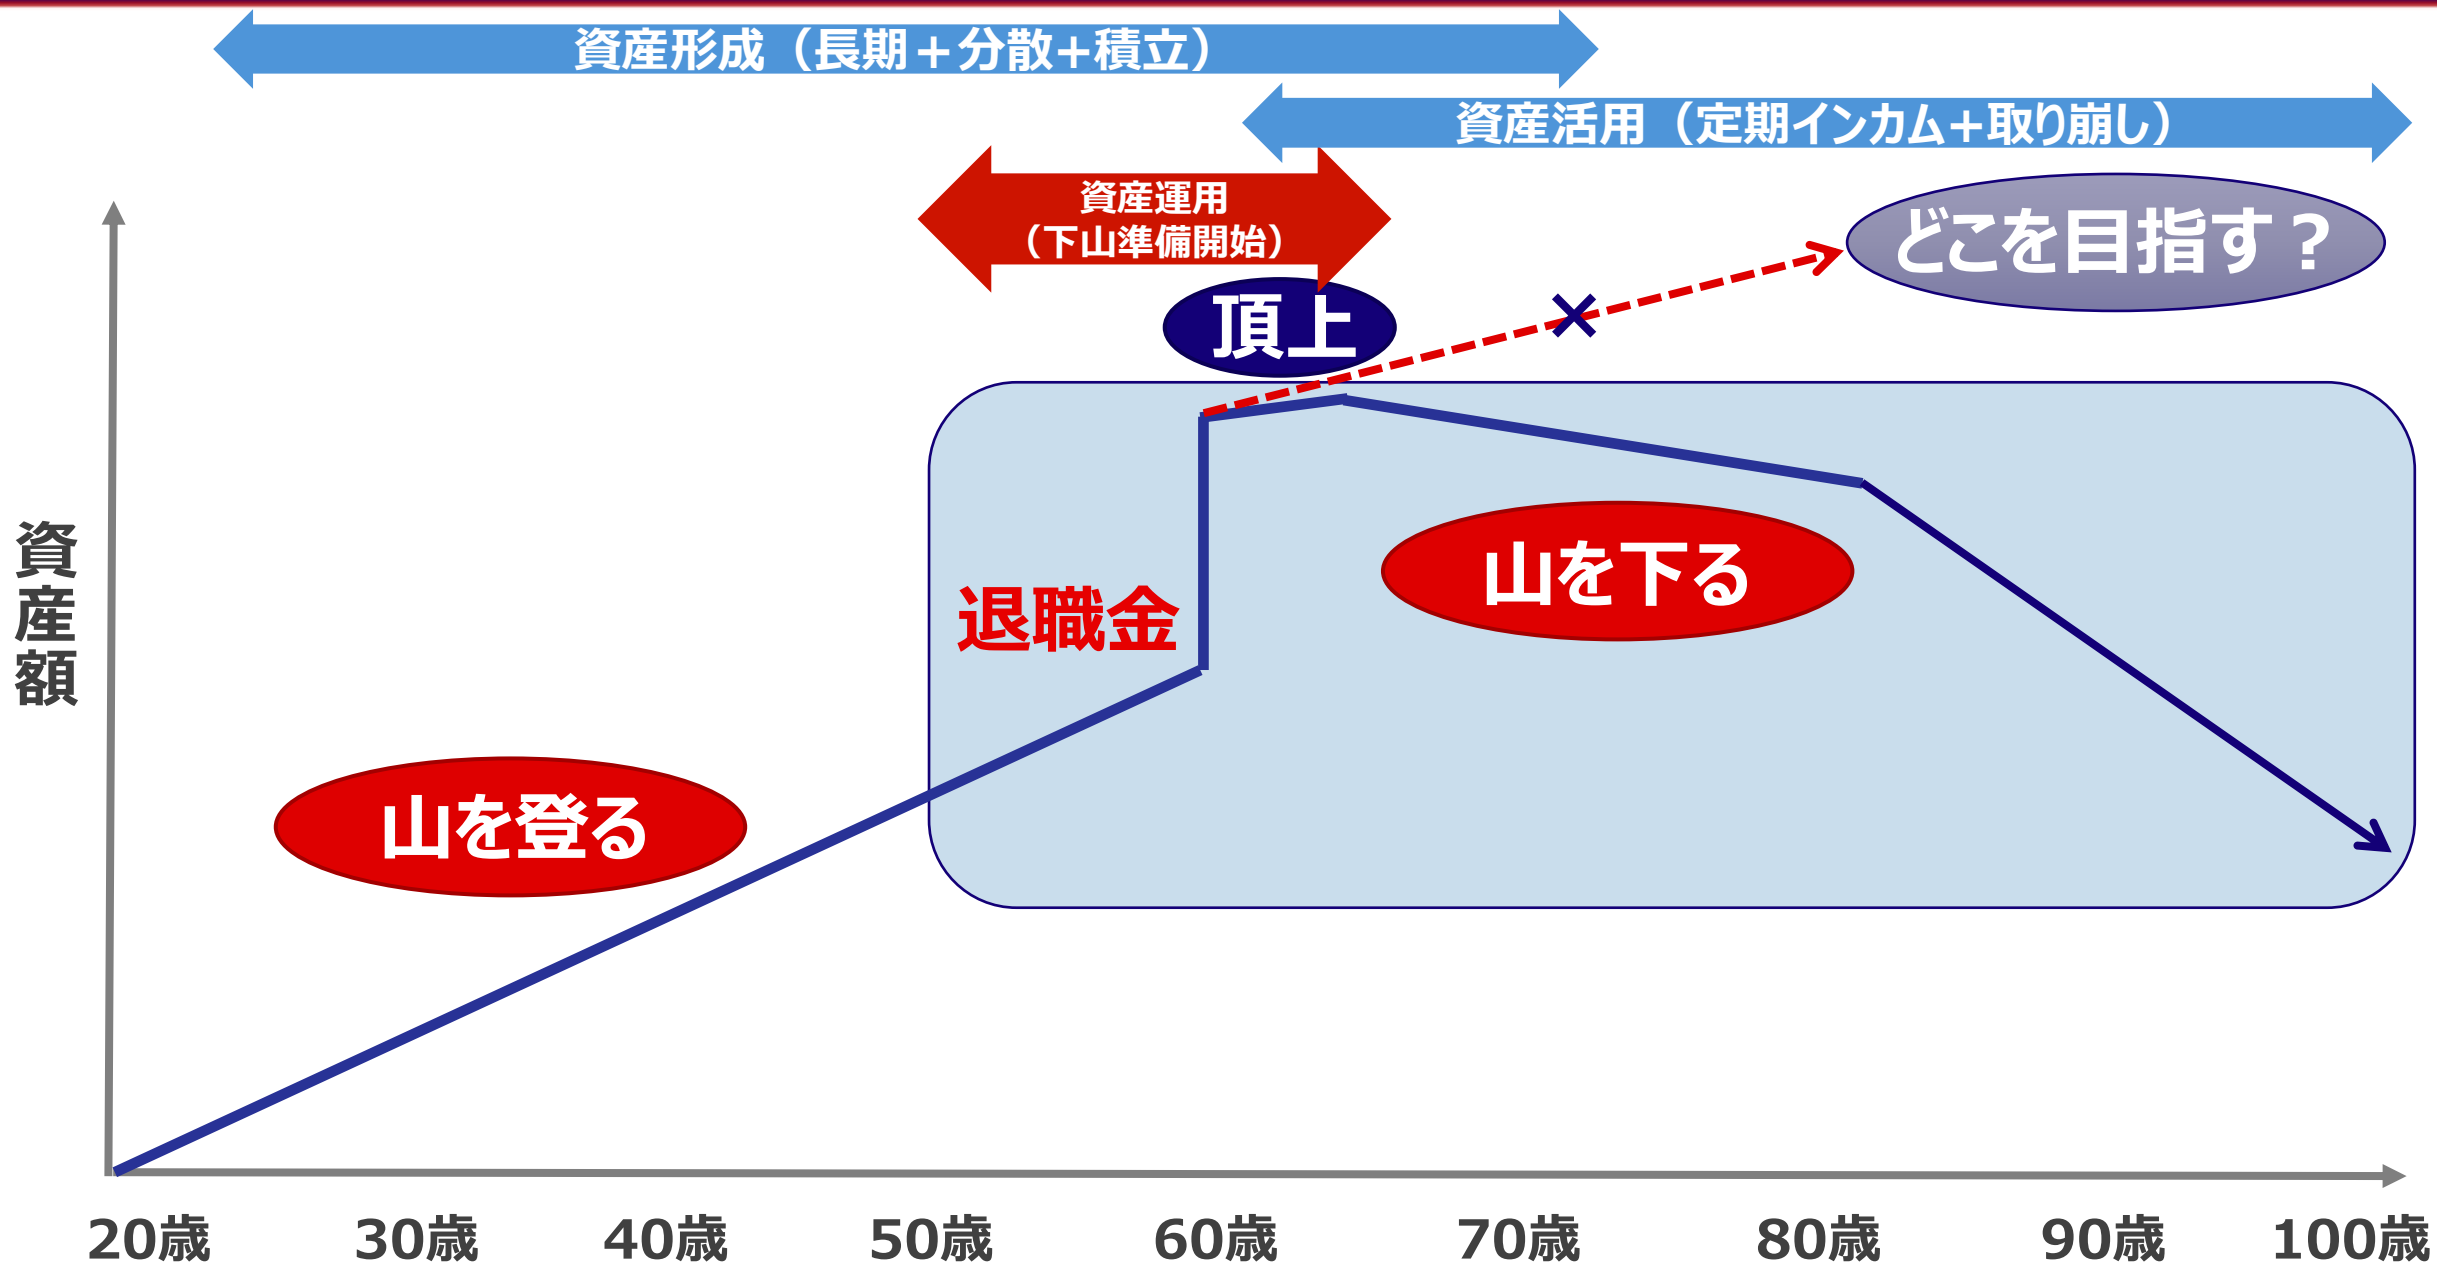 資産形成（長期＋分散+積立）
資産活用（定期インカム+取り崩し）
資産運用
（下山準備開始）
どこを目指す？
頂上
退職金
山を下る
資産額
山を登る
20歳 30歳 40歳 50歳 60歳 70歳 80歳 90歳 100歳